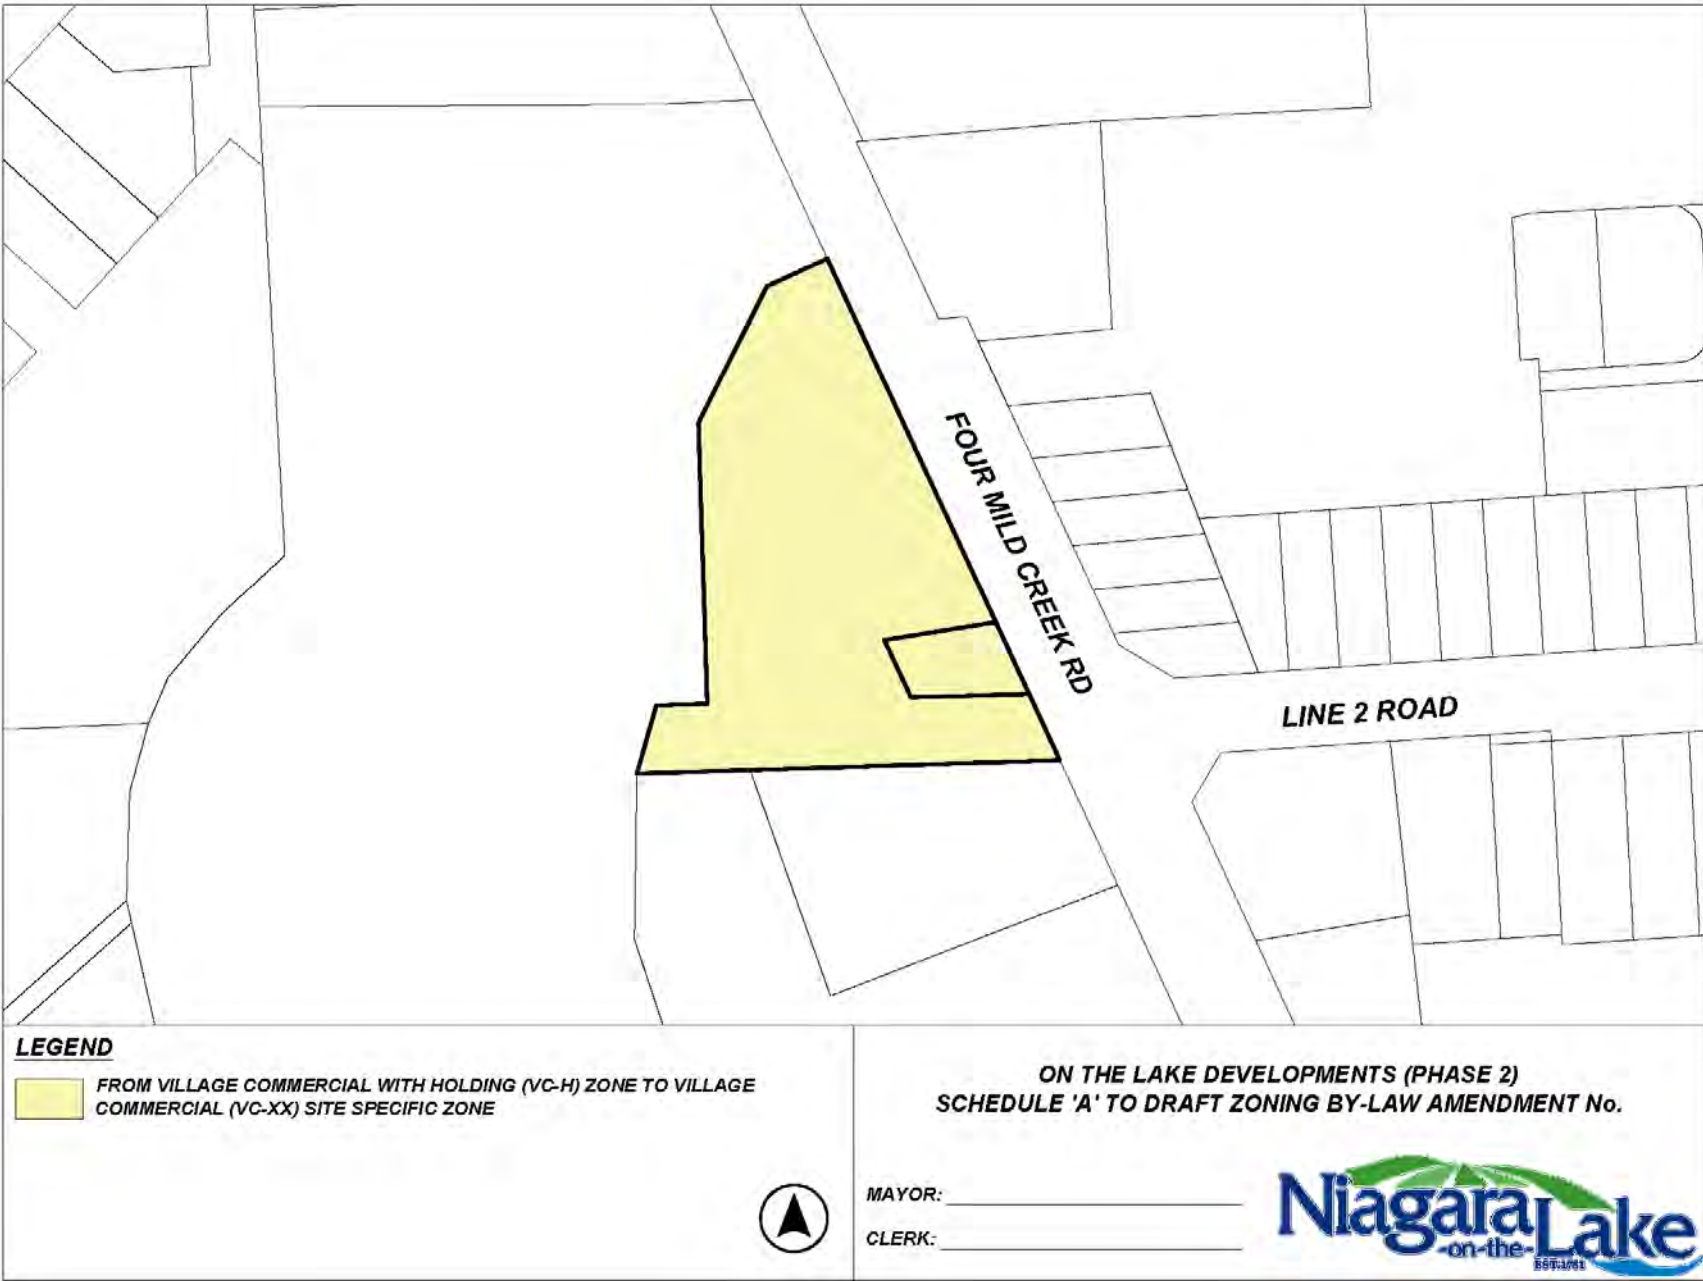 FOUR MILD CREEK RD
LINE 2 ROAD
LEGEND
FROM VILLAGE COMMERCIAL WITH HOLDING (VC-H) ZONE TO VILLAGE
COMMERCIAL (VC-XX) SITE SPECIFIC ZONE
ON THE LAKE DEVELOPMENTS (PHASE 2)
SCHEDULE 'A' TO DRAFT ZONING BY-LAW AMENDMENT No.
MAYOR:
CLERK:
Niagara
-on-the-Lake
EST. 1781